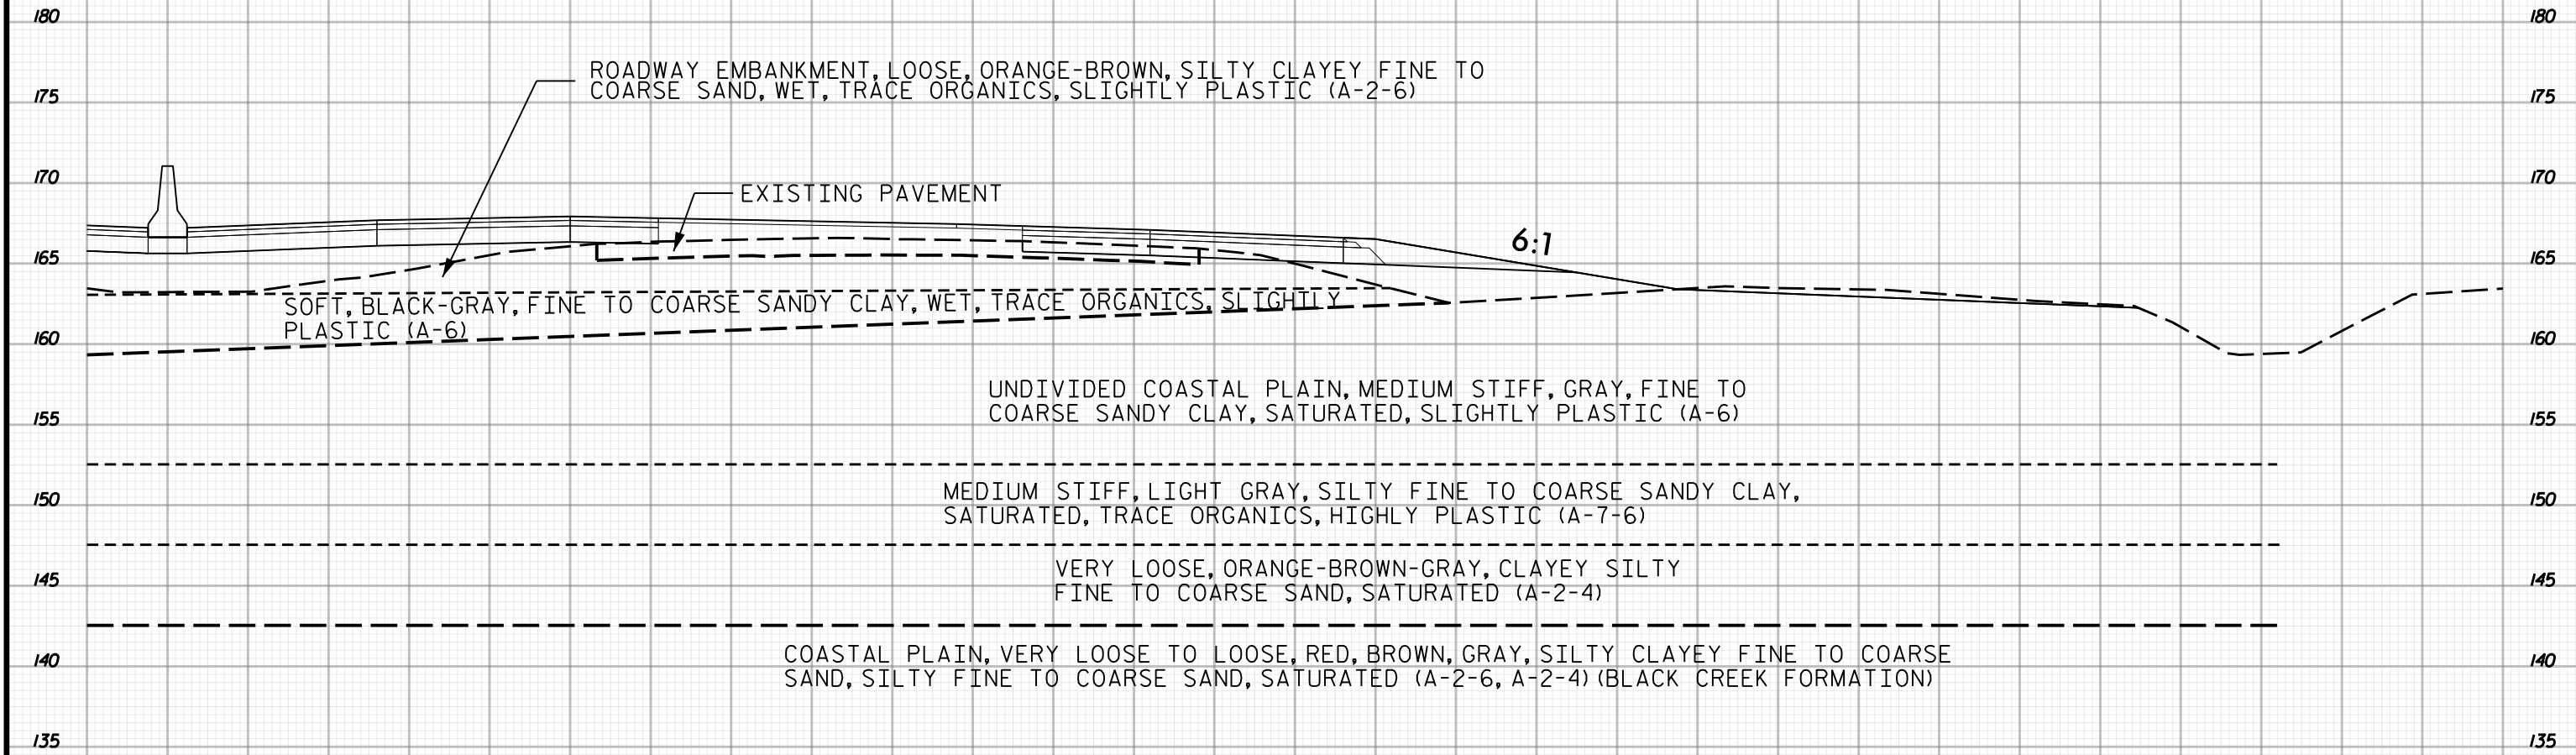 180 180
ROADWAY EMBANKMENT, LOOSE, ORANGE-BROWN, SILTY CLAYEY FINE TO
COARSE SAND, WET, TRACE ORGANICS, SLIGHTLY PLASTIC (A-2-6)
175 175
170 170
EXISTING PAVEMENT
6:1
165 165
SOFT, BLACK-GRAY, FINE TO COARSE SANDY CLAY, WET, TRACE ORGANICS, SLIGHTLY
PLASTIC (A-6)
160 160
UNDIVIDED COASTAL PLAIN, MEDIUM STIFF, GRAY, FINE TO
COARSE SANDY CLAY, SATURATED, SLIGHTLY PLASTIC (A-6)
155 155
MEDIUM STIFF, LIGHT GRAY, SILTY FINE TO COARSE SANDY CLAY,
150 150
SATURATED, TRACE ORGANICS, HIGHLY PLASTIC (A-7-6)
VERY LOOSE, ORANGE-BROWN-GRAY, CLAYEY SILTY
145 145
FINE TO COARSE SAND, SATURATED (A-2-4)
COASTAL PLAIN, VERY LOOSE TO LOOSE, RED, BROWN, GRAY, SILTY CLAYEY FINE TO COARSE
140 140
SAND, SILTY FINE TO COARSE SAND, SATURATED (A-2-6, A-2-4) (BLACK CREEK FORMATION)
135 135